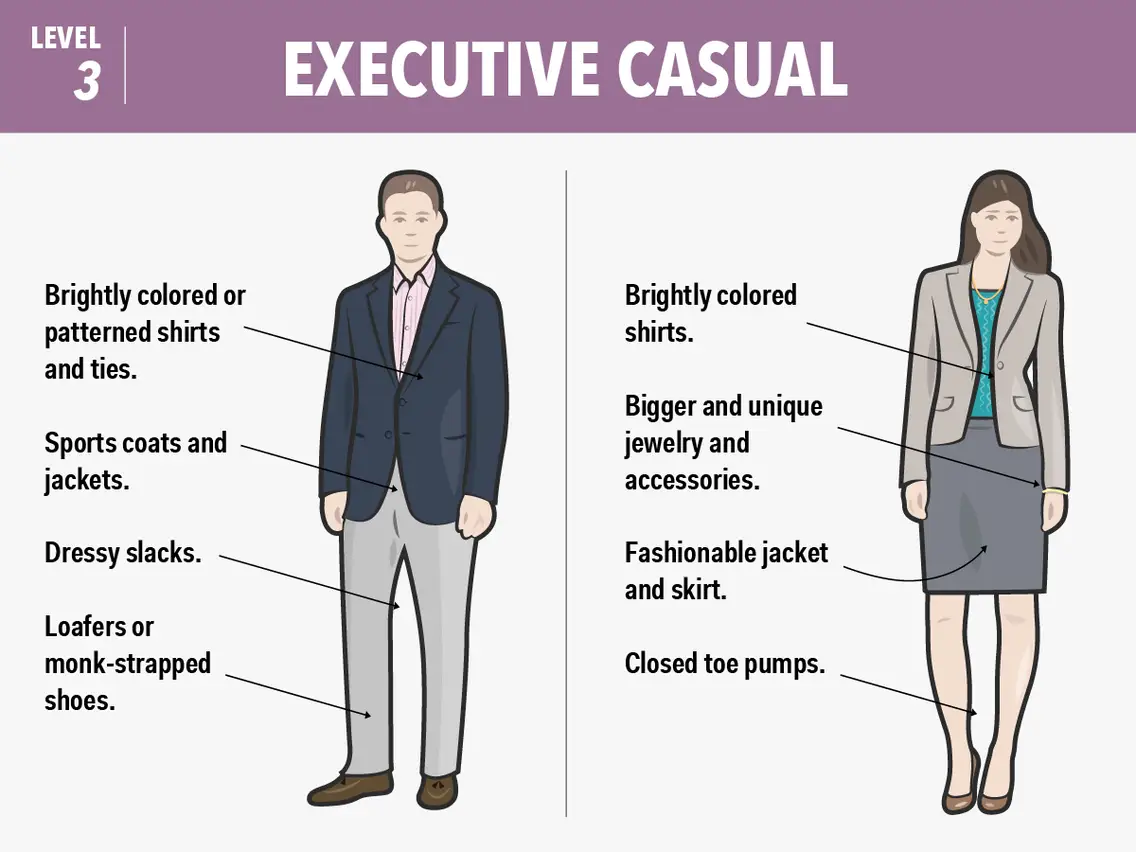 LEVEL
3
EXECUTIVE CASUAL
Brightly colored or
patterned shirts
and ties.
Sports coats and
jackets.
Dressy slacks.
Loafers or
monk-strapped
shoes.
Brightly colored
shirts.
Bigger and unique
jewelry and
accessories.
Fashionable jacket
and skirt.
Closed toe pumps.